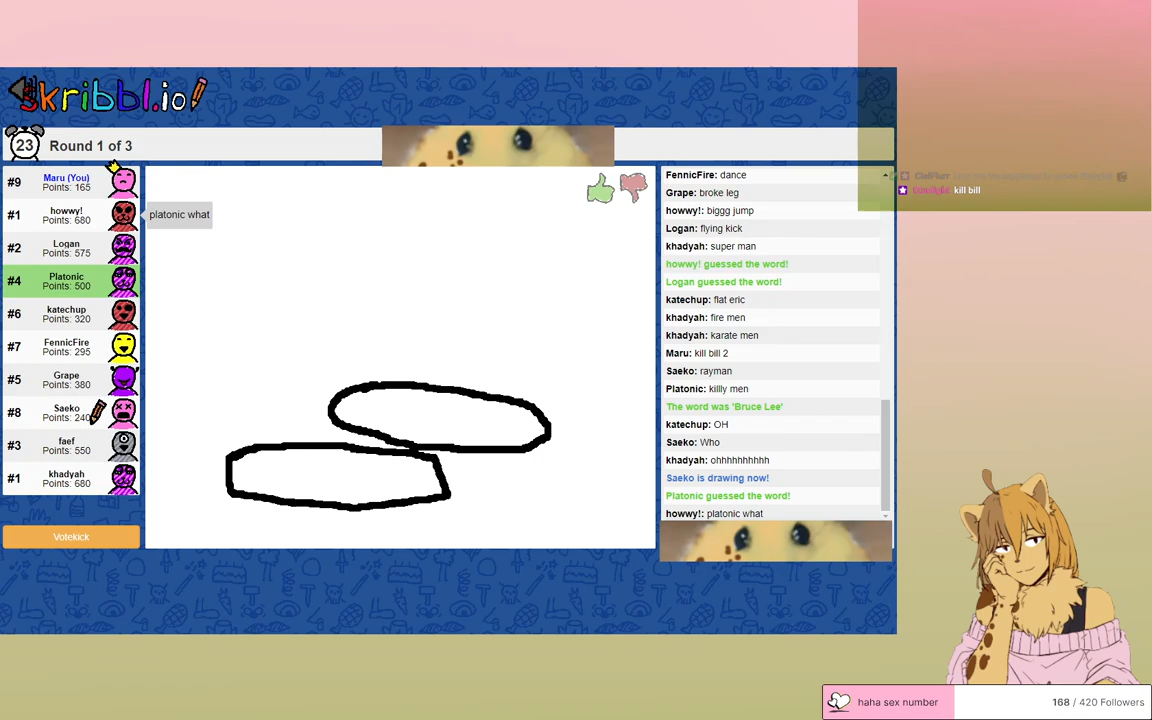 skribbl.io
23
Round 1 of 3
#9 Maru (You)
Points: 165
#1 howwy!
Points: 680
platonic what
#2 Logan
Points: 575
#4 Platonic
Points: 500
#6 katechup
Points: 320
#7 FennicFire
Points: 295
#5 Grape
Points: 380
#8 Saeko
Points: 240
#3 faef
Points: 550
#1 khadyah
Points: 680
Votekick
FennicFire: dance
Grape: broke leg
howwy!: biggg jump
Logan: flying kick
khadyah: super man
howwy! guessed the word!
Logan guessed the word!
katechup: flat eric
khadyah: fire men
khadyah: karate men
Maru: kill bill 2
Saeko: rayman
Platonic: killly men
The word was 'Bruce Lee'
katechup: OH
Saeko: Who
khadyah: ohhhhhhhhh
Saeko is drawing now!
Platonic guessed the word!
howwy!: platonic what
kill bill
haha sex number
168 / 420 Followers